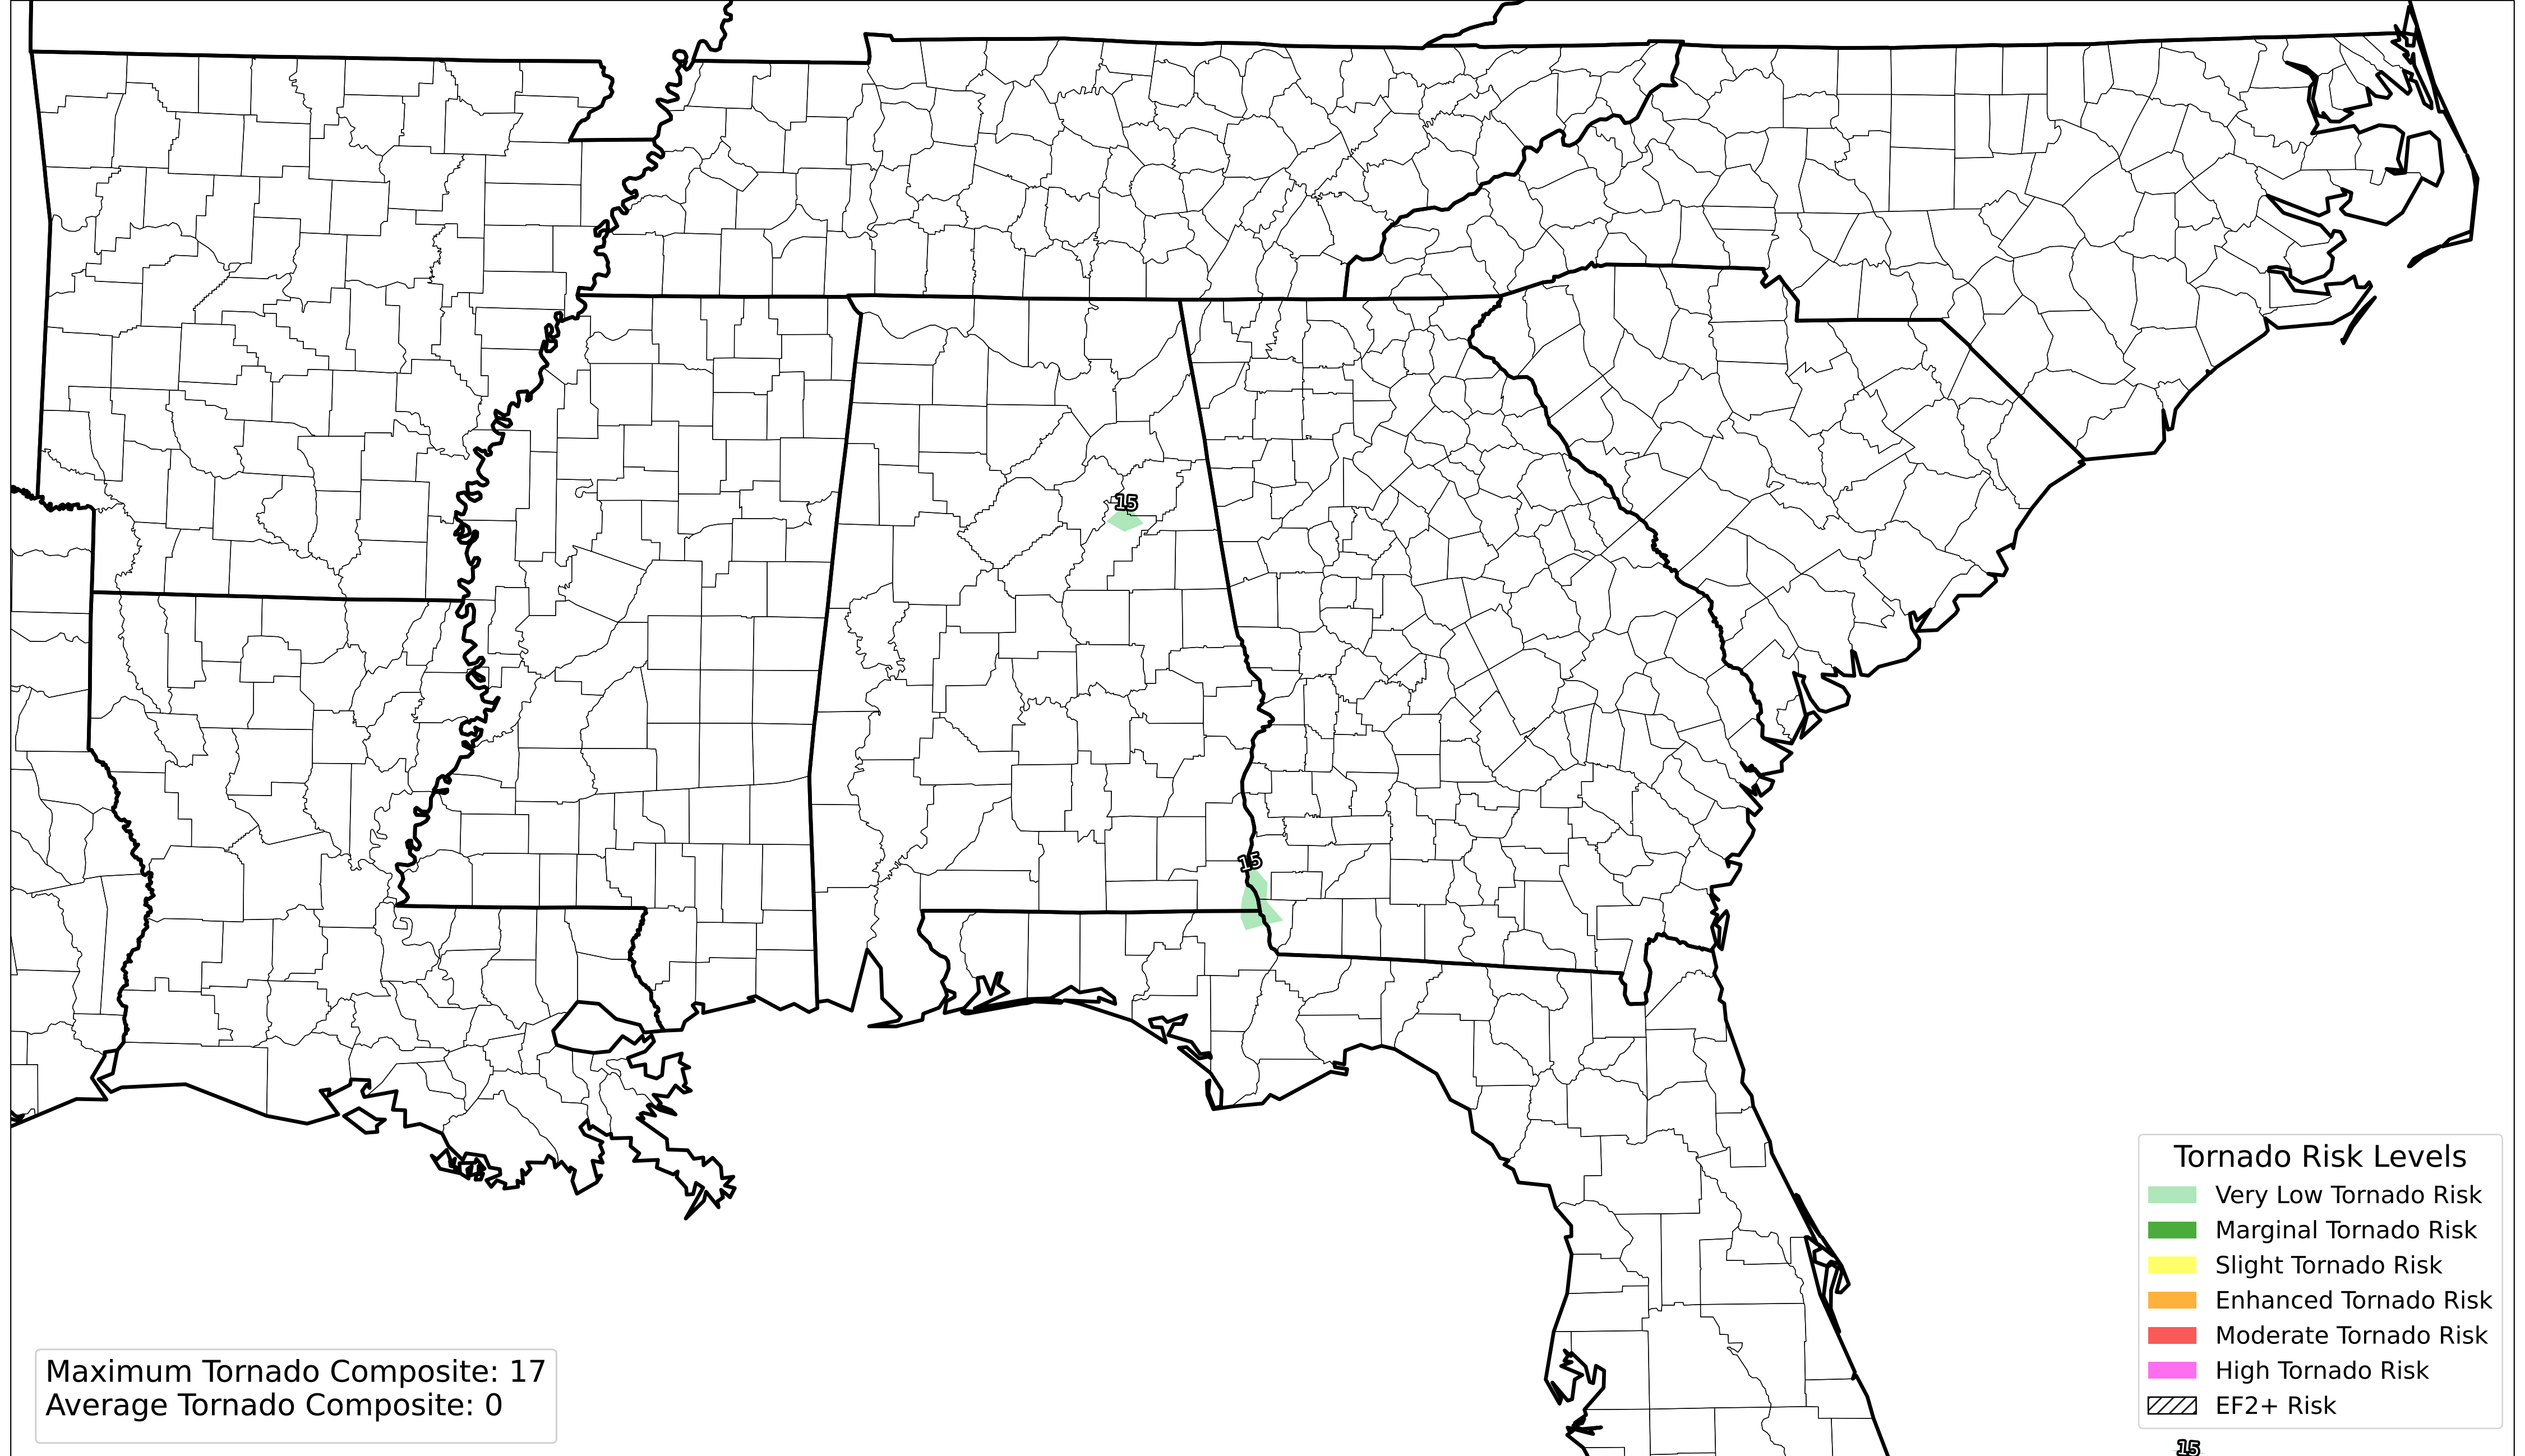 15
15
Tornado Risk Levels
Very Low Tornado Risk
Marginal Tornado Risk
Slight Tornado Risk
Enhanced Tornado Risk
Moderate Tornado Risk
High Tornado Risk
EF2+ Risk
Maximum Tornado Composite: 17
Average Tornado Composite: 0
15